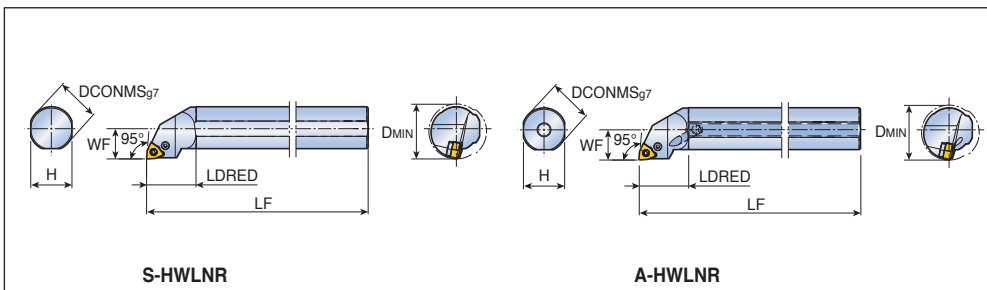 DCONMSg7
WF
95°
H
LDRED
LF
DMIN
S-HWLNR
DCONMSg7
WF
95°
H
LDRED
LF
DMIN
A-HWLNR